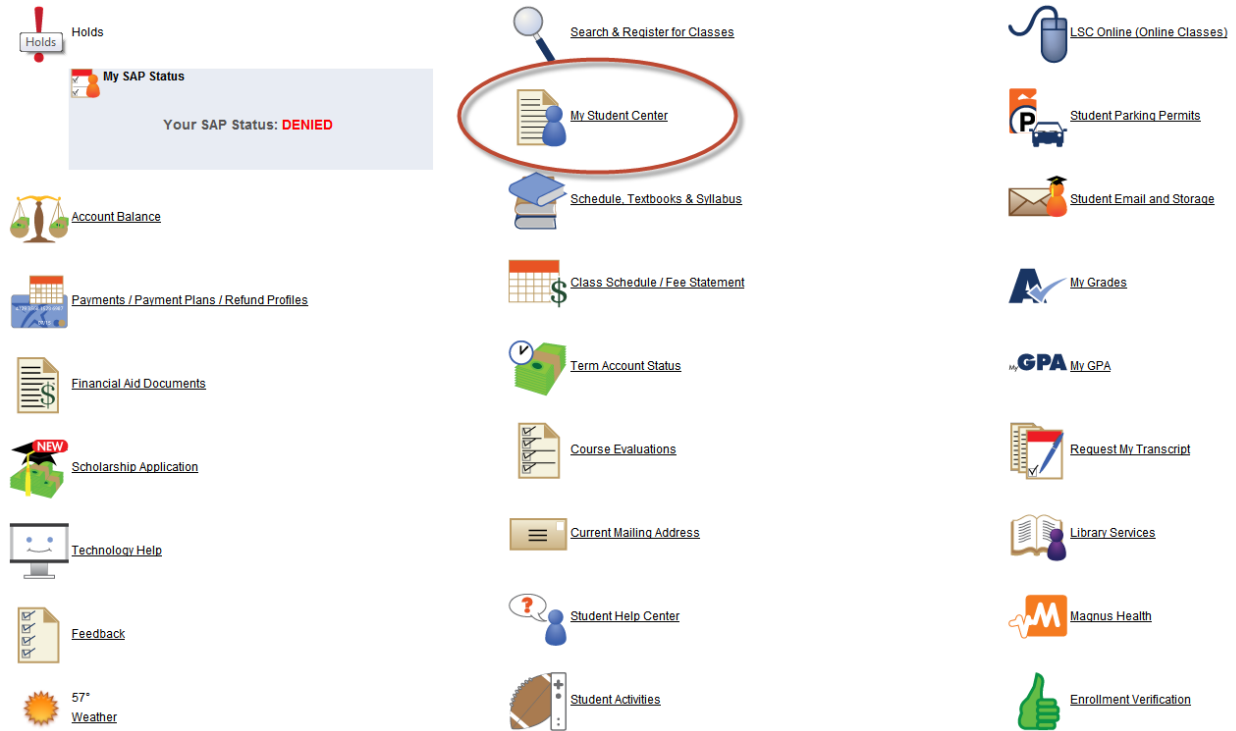 Holds
Holds
My SAP Status
Your SAP Status: DENIED
Account Balance
Payments / Payment Plans / Refund Profiles
Financial Aid Documents
NEW
Scholarship Application
Technology Help
Feedback
57°
Weather
Search & Register for Classes
My Student Center
Schedule, Textbooks & Syllabus
$
Class Schedule / Fee Statement
Term Account Status
Course Evaluations
Current Mailing Address
?
Student Help Center
Student Activities
LSC Online (Online Classes)
P
Student Parking Permits
Student Email and Storage
A
My Grades
My GPA
My GPA
Request My Transcript
Library Services
M
Magnus Health
Enrollment Verification